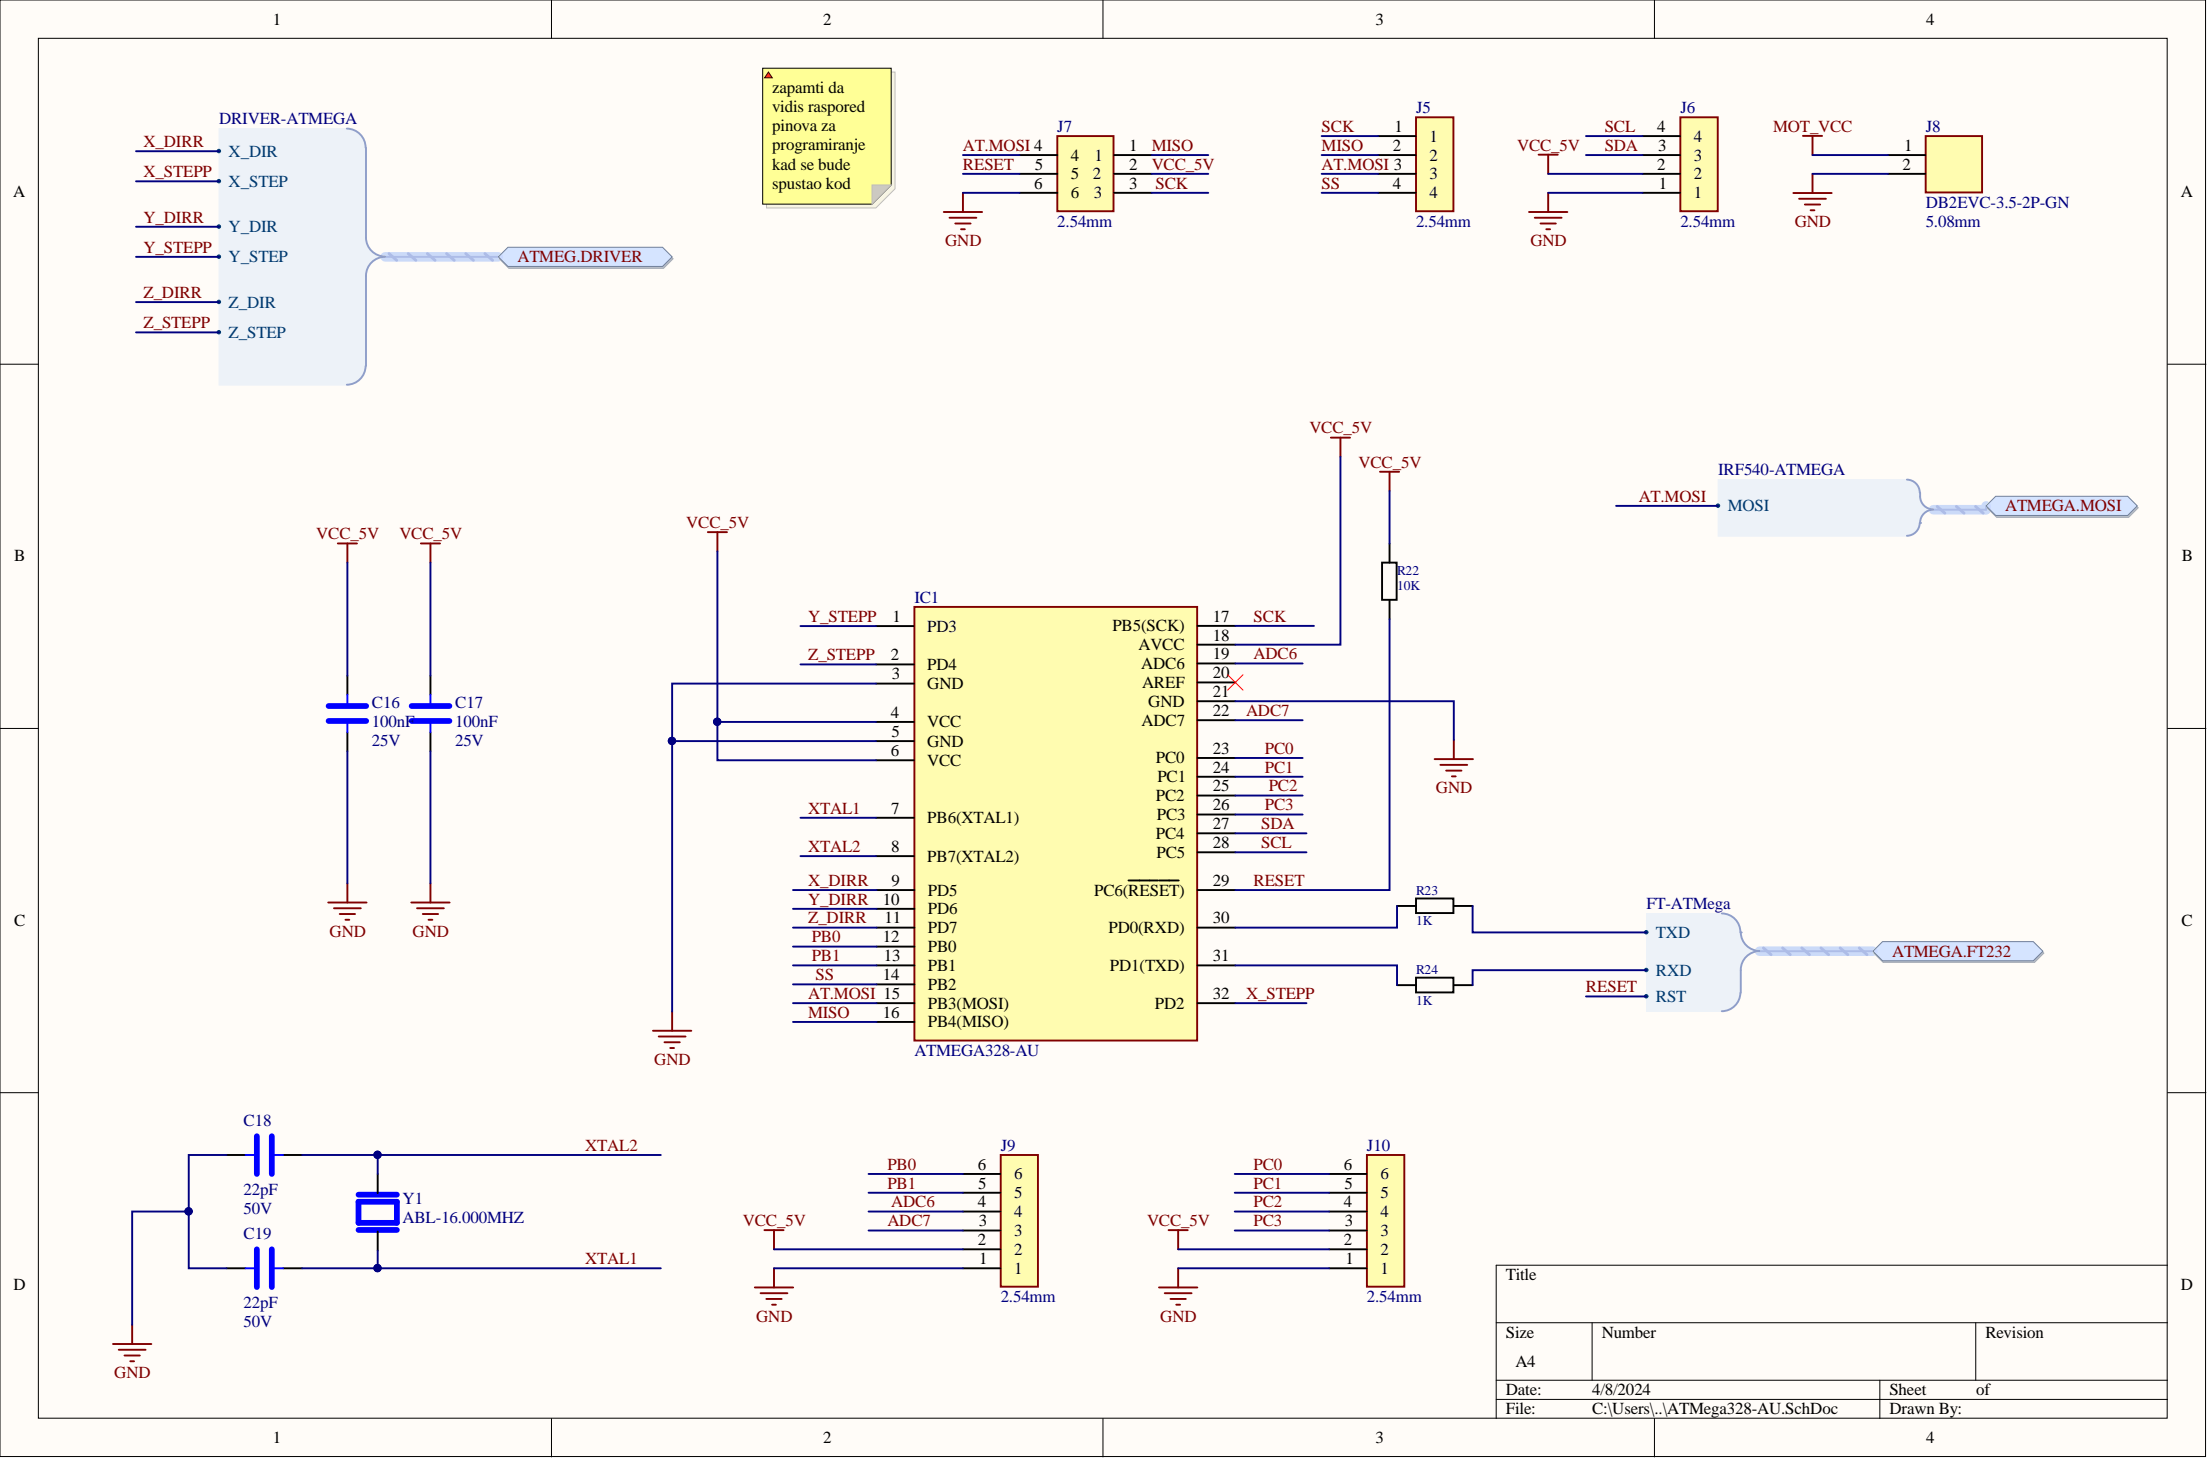 1
2
3
4
A
A
B
B
C
C
D
D
1
2
3
4
DRIVER-ATMEGA
X_DIRR
X_DIR
X_STEPP
X_STEP
Y_DIRR
Y_DIR
Y_STEPP
Y_STEP
Z_DIRR
Z_DIR
Z_STEPP
Z_STEP
ATMEG.DRIVER
zapamti da
vidis raspored
pinova za
programiranje
kad se bude
spustao kod
J7
AT.MOSI 4 4 1 1 MISO
RESET 5 5 2 2 VCC_5V
6 6 3 3 SCK
GND
2.54mm
J5
SCK 1 1
MISO 2 2
AT.MOSI 3 3
SS 4 4
2.54mm
J6
SCL 4 4
VCC_5V SDA 3 3
2 2
1 1
GND
2.54mm
MOT_VCC
J8
1
2
GND
DB2EVC-3.5-2P-GN
5.08mm
IRF540-ATMEGA
AT.MOSI
MOSI
ATMEGA.MOSI
VCC_5V
VCC_5V
C16
100nF
25V
C17
100nF
25V
GND
GND
VCC_5V
VCC_5V
VCC_5V
R22
10K
IC1
Y_STEPP 1 PD3
Z_STEPP 2 PD4
3 GND
4 VCC
5 GND
6 VCC
XTAL1 7 PB6(XTAL1)
XTAL2 8 PB7(XTAL2)
X_DIRR 9 PD5
Y_DIRR 10 PD6
Z_DIRR 11 PD7
PB0 12 PB0
PB1 13 PB1
SS 14 PB2
AT.MOSI 15 PB3(MOSI)
MISO 16 PB4(MISO)
PB5(SCK) 17 SCK
AVCC 18
ADC6 19 ADC6
AREF 20
GND 21
ADC7 22 ADC7
PC0 23 PC0
PC1 24 PC1
PC2 25 PC2
PC3 26 PC3
PC4 27 SDA
PC5 28 SCL
PC6(RESET) 29 RESET
PD0(RXD) 30
PD1(TXD) 31
PD2 32 X_STEPP
ATMEGA328-AU
GND
GND
R23
1K
R24
1K
FT-ATMega
TXD
RXD
RESET
RST
ATMEGA.FT232
C18
22pF
50V
C19
22pF
50V
XTAL2
Y1
ABL-16.000MHZ
XTAL1
GND
J9
PB0 6 6
PB1 5 5
ADC6 4 4
ADC7 3 3
VCC_5V 2 2
1 1
GND
2.54mm
J10
PC0 6 6
PC1 5 5
PC2 4 4
PC3 3 3
VCC_5V 2 2
1 1
GND
2.54mm
Title
Size Number Revision
A4
Date: 4/8/2024 Sheet of
File: C:\Users\..\ATMega328-AU.SchDoc Drawn By: